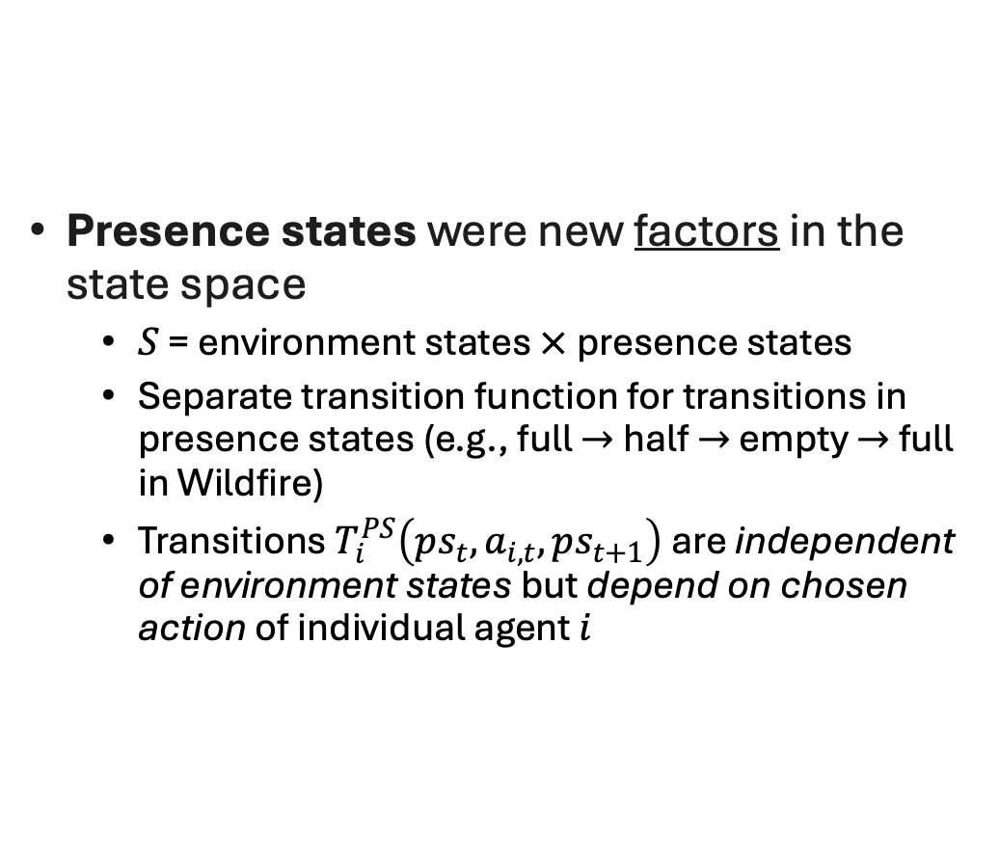 • Presence states were new factors in the
state space
• 𝑆 = environment states × presence states
• Separate transition function for transitions in
presence states (e.g., full → half → empty → full
in Wildfire)
• Transitions 𝑇_𝑖^𝑃𝑆(𝑝𝑠_𝑡, 𝑎_{𝑖,𝑡}, 𝑝𝑠_{𝑡+1}) are independent
of environment states but depend on chosen
action of individual agent 𝑖